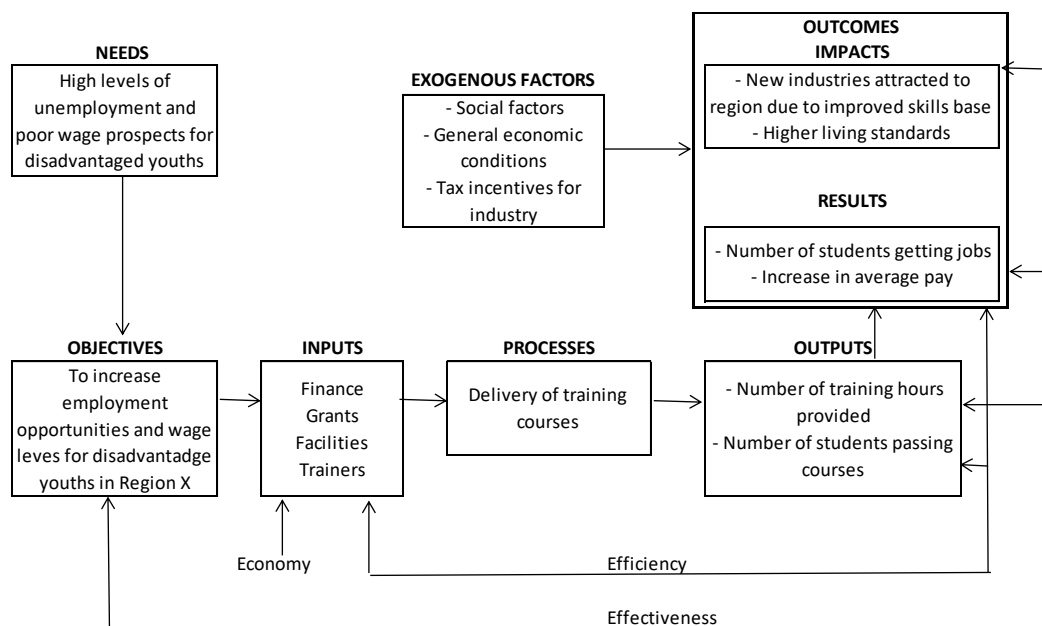 NEEDS
High levels of
unemployment and
poor wage prospects for
disadvantaged youths
EXOGENOUS FACTORS
- Social factors
- General economic
conditions
- Tax incentives for
industry
OUTCOMES
IMPACTS
- New industries attracted to
region due to improved skills base
- Higher living standards
RESULTS
- Number of students getting jobs
- Increase in average pay
OBJECTIVES
To increase
employment
opportunities and wage
leves for disadvantadge
youths in Region X
INPUTS
Finance
Grants
Facilities
Trainers
PROCESSES
Delivery of training
courses
OUTPUTS
- Number of training hours
provided
- Number of students passing
courses
Economy
Efficiency
Effectiveness